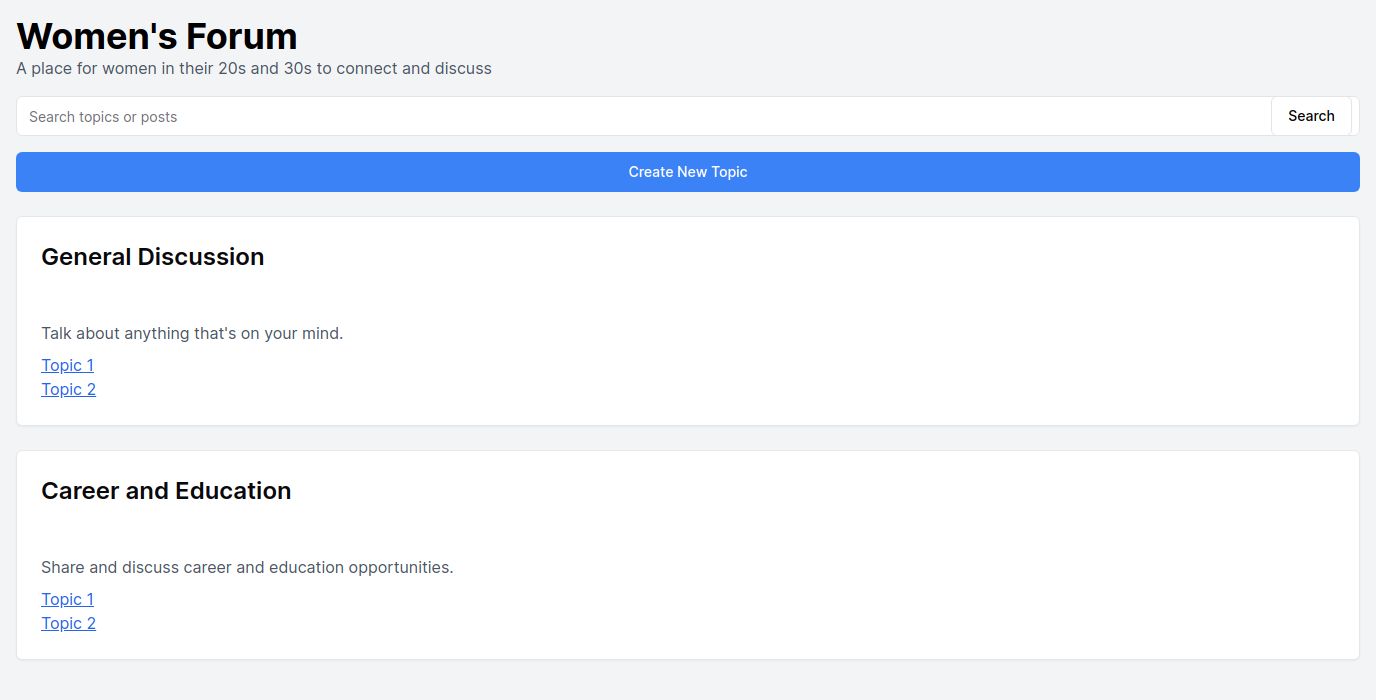 Women's Forum
A place for women in their 20s and 30s to connect and discuss
Search topics or posts
Search
Create New Topic
General Discussion
Talk about anything that's on your mind.
Topic 1
Topic 2
Career and Education
Share and discuss career and education opportunities.
Topic 1
Topic 2